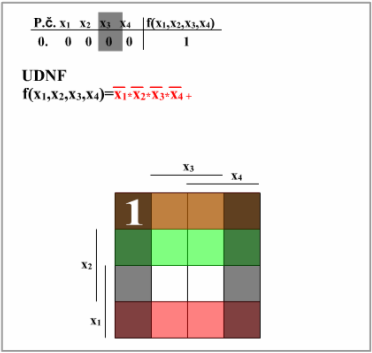 P.č. x₁ x₂ x₃ x₄ f(x₁,x₂,x₃,x₄)
0. 0 0 0 0 1
UDNF
f(x₁,x₂,x₃,x₄)=x̅₁*x̅₂*x̅₃*x̅₄ +
x₃
x₄
1
x₂
x₁